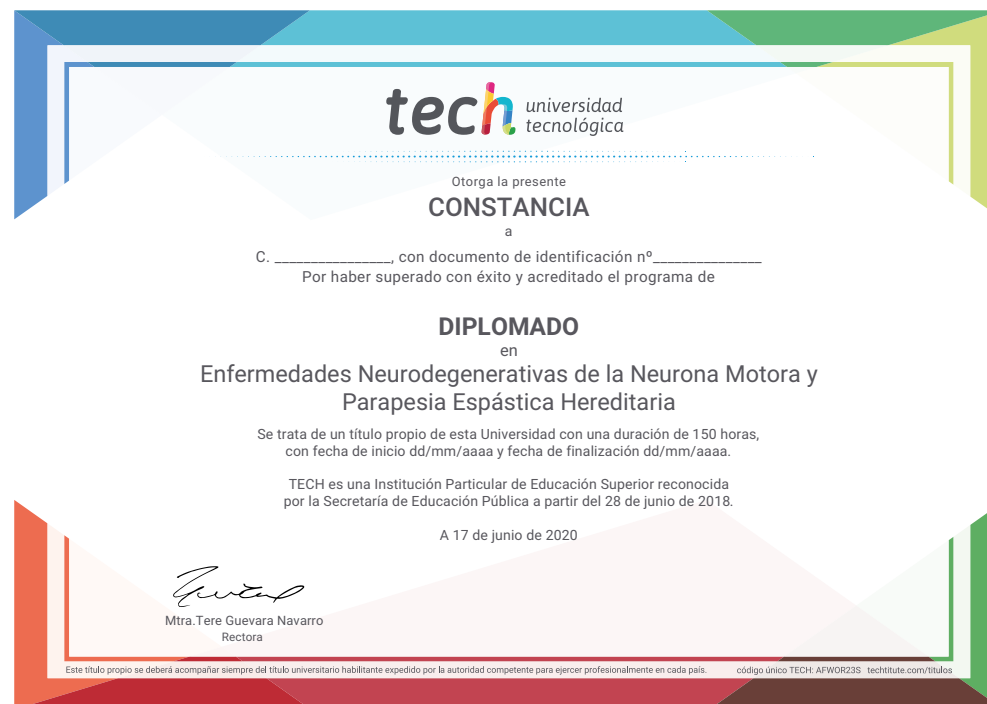 tech universidad
tecnológica
Otorga la presente
CONSTANCIA
a
C. ________________, con documento de identificación nº_______________
Por haber superado con éxito y acreditado el programa de
DIPLOMADO
en
Enfermedades Neurodegenerativas de la Neurona Motora y
Parapesia Espástica Hereditaria
Se trata de un título propio de esta Universidad con una duración de 150 horas,
con fecha de inicio dd/mm/aaaa y fecha de finalización dd/mm/aaaa.
TECH es una Institución Particular de Educación Superior reconocida
por la Secretaría de Educación Pública a partir del 28 de junio de 2018.
A 17 de junio de 2020
Mtra.Tere Guevara Navarro
Rectora
Este título propio se deberá acompañar siempre del título universitario habilitante expedido por la autoridad competente para ejercer profesionalmente en cada país. código único TECH: AFWOR23S techtitute.com/titulos